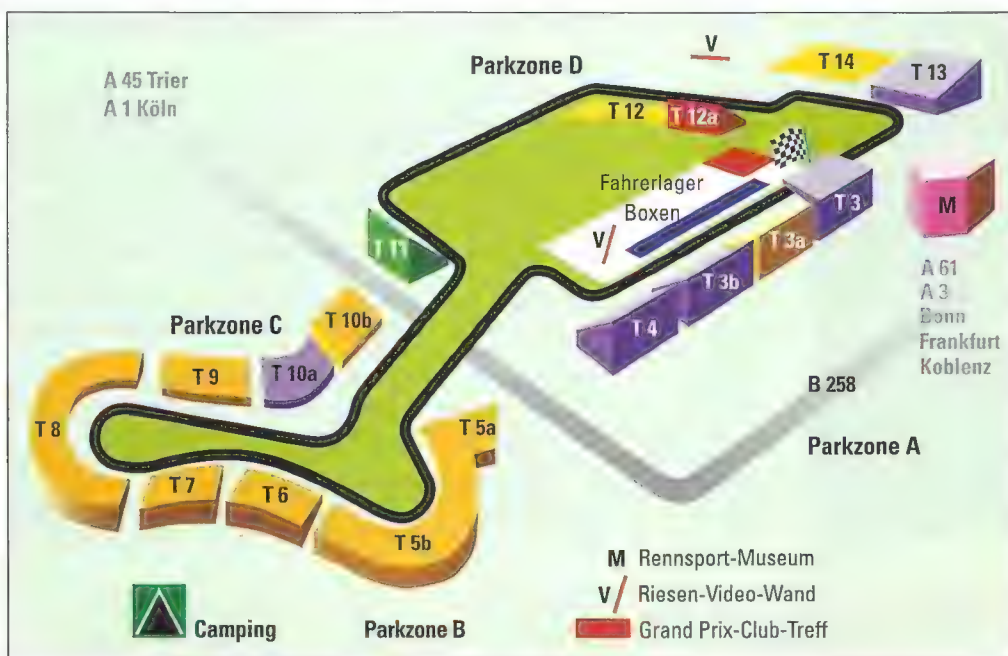 A 45 Trier
A 1 Köln
Parkzone D
V
T 14
T 13
T 12
T 12a
Fahrerlager
Boxen
V
T 3
M
T 11
T 3a
T 3b
T 4
A 61
A 3
Bonn
Frankfurt
Koblenz
Parkzone C
T 10b
T 9
T 10a
B 258
T 8
T 5a
Parkzone A
T 7
T 6
T 5b
M Rennsport-Museum
V Riesen-Video-Wand
Camping
Parkzone B
Grand Prix-Club-Treff